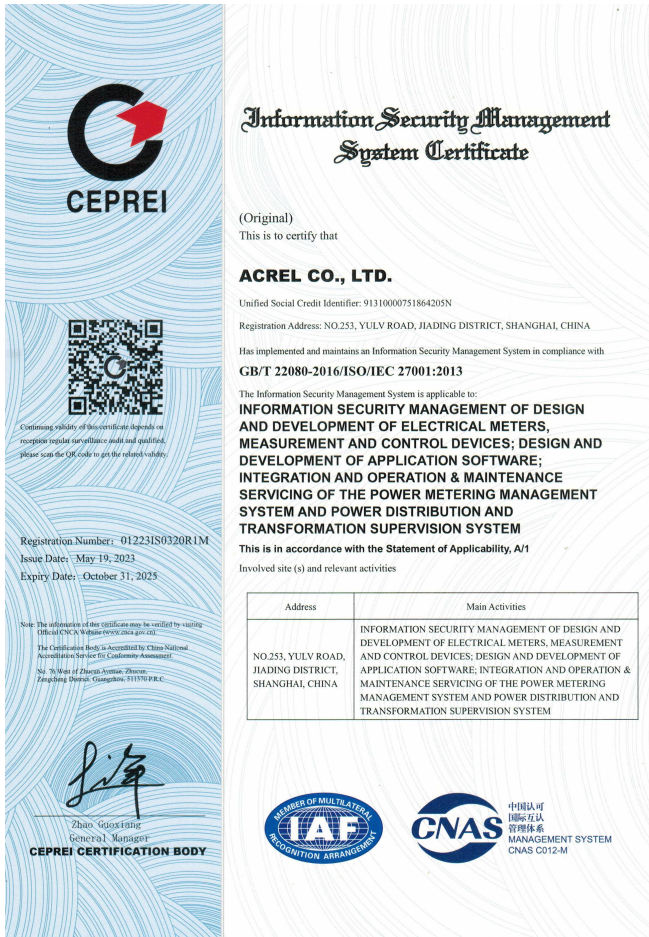 CEPREI
Continuing validity of this certificate depends on
reception regular surveillance audit and qualified,
please scan the QR code to get the related validity.
Registration Number: 01223IS0320R1M
Issue Date: May 19, 2023
Expiry Date: October 31, 2025
Note: The information of this certificate may be verified by visiting
Official CNCA Website (www.cnca.gov.cn).
The Certification Body is Accredited by China National
Accreditation Service for Conformity Assessment.
No. 76 West of Zhucun Avenue, Zhucun,
Zengcheng District, Guangzhou, 511370 P.R.C
Zhao Guoxiang
General Manager
CEPREI CERTIFICATION BODY
Information Security Management
System Certificate
(Original)
This is to certify that
ACREL CO., LTD.
Unified Social Credit Identifier: 91310000751864205N
Registration Address: NO.253, YULV ROAD, JIADING DISTRICT, SHANGHAI, CHINA
Has implemented and maintains an Information Security Management System in compliance with
GB/T 22080-2016/ISO/IEC 27001:2013
The Information Security Management System is applicable to:
INFORMATION SECURITY MANAGEMENT OF DESIGN
AND DEVELOPMENT OF ELECTRICAL METERS,
MEASUREMENT AND CONTROL DEVICES; DESIGN AND
DEVELOPMENT OF APPLICATION SOFTWARE;
INTEGRATION AND OPERATION & MAINTENANCE
SERVICING OF THE POWER METERING MANAGEMENT
SYSTEM AND POWER DISTRIBUTION AND
TRANSFORMATION SUPERVISION SYSTEM
This is in accordance with the Statement of Applicability, A/1
Involved site (s) and relevant activities
Address
Main Activities
NO.253, YULV ROAD,
JIADING DISTRICT,
SHANGHAI, CHINA
INFORMATION SECURITY MANAGEMENT OF DESIGN AND
DEVELOPMENT OF ELECTRICAL METERS, MEASUREMENT
AND CONTROL DEVICES; DESIGN AND DEVELOPMENT OF
APPLICATION SOFTWARE; INTEGRATION AND OPERATION &
MAINTENANCE SERVICING OF THE POWER METERING
MANAGEMENT SYSTEM AND POWER DISTRIBUTION AND
TRANSFORMATION SUPERVISION SYSTEM
MEMBER OF MULTILATERAL
IAF
RECOGNITION ARRANGEMENT
CNAS
中国认可
国际互认
管理体系
MANAGEMENT SYSTEM
CNAS C012-M